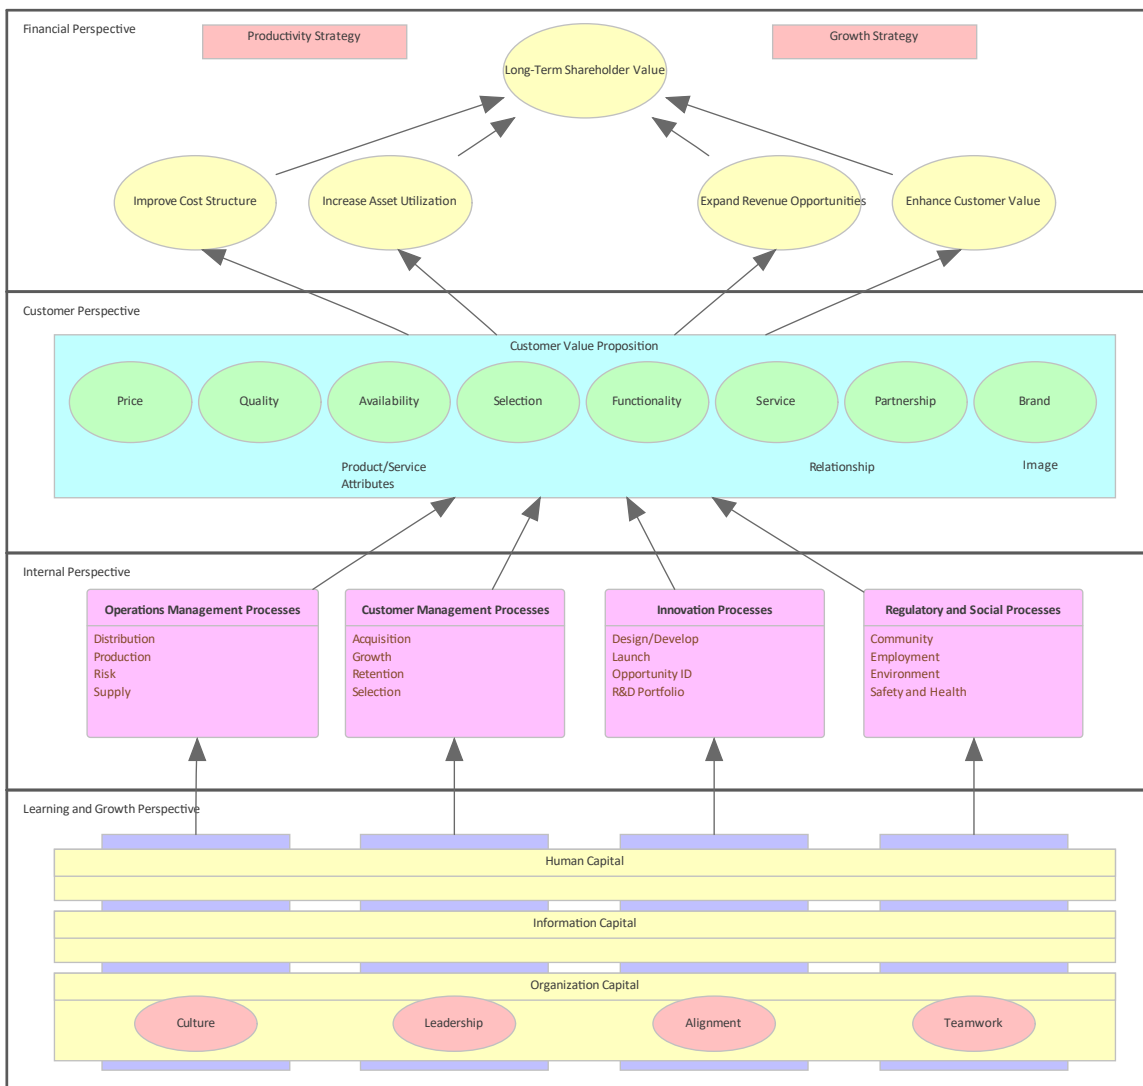 Financial Perspective
Productivity Strategy
Growth Strategy
Long-Term Shareholder Value
Improve Cost Structure
Increase Asset Utilization
Expand Revenue Opportunities
Enhance Customer Value
Customer Perspective
Customer Value Proposition
Price
Quality
Availability
Selection
Functionality
Service
Partnership
Brand
Product/Service
Attributes
Relationship
Image
Internal Perspective
Operations Management Processes
Distribution
Production
Risk
Supply
Customer Management Processes
Acquisition
Growth
Retention
Selection
Innovation Processes
Design/Develop
Launch
Opportunity ID
R&D Portfolio
Regulatory and Social Processes
Community
Employment
Environment
Safety and Health
Learning and Growth Perspective
Human Capital
Information Capital
Organization Capital
Culture
Leadership
Alignment
Teamwork